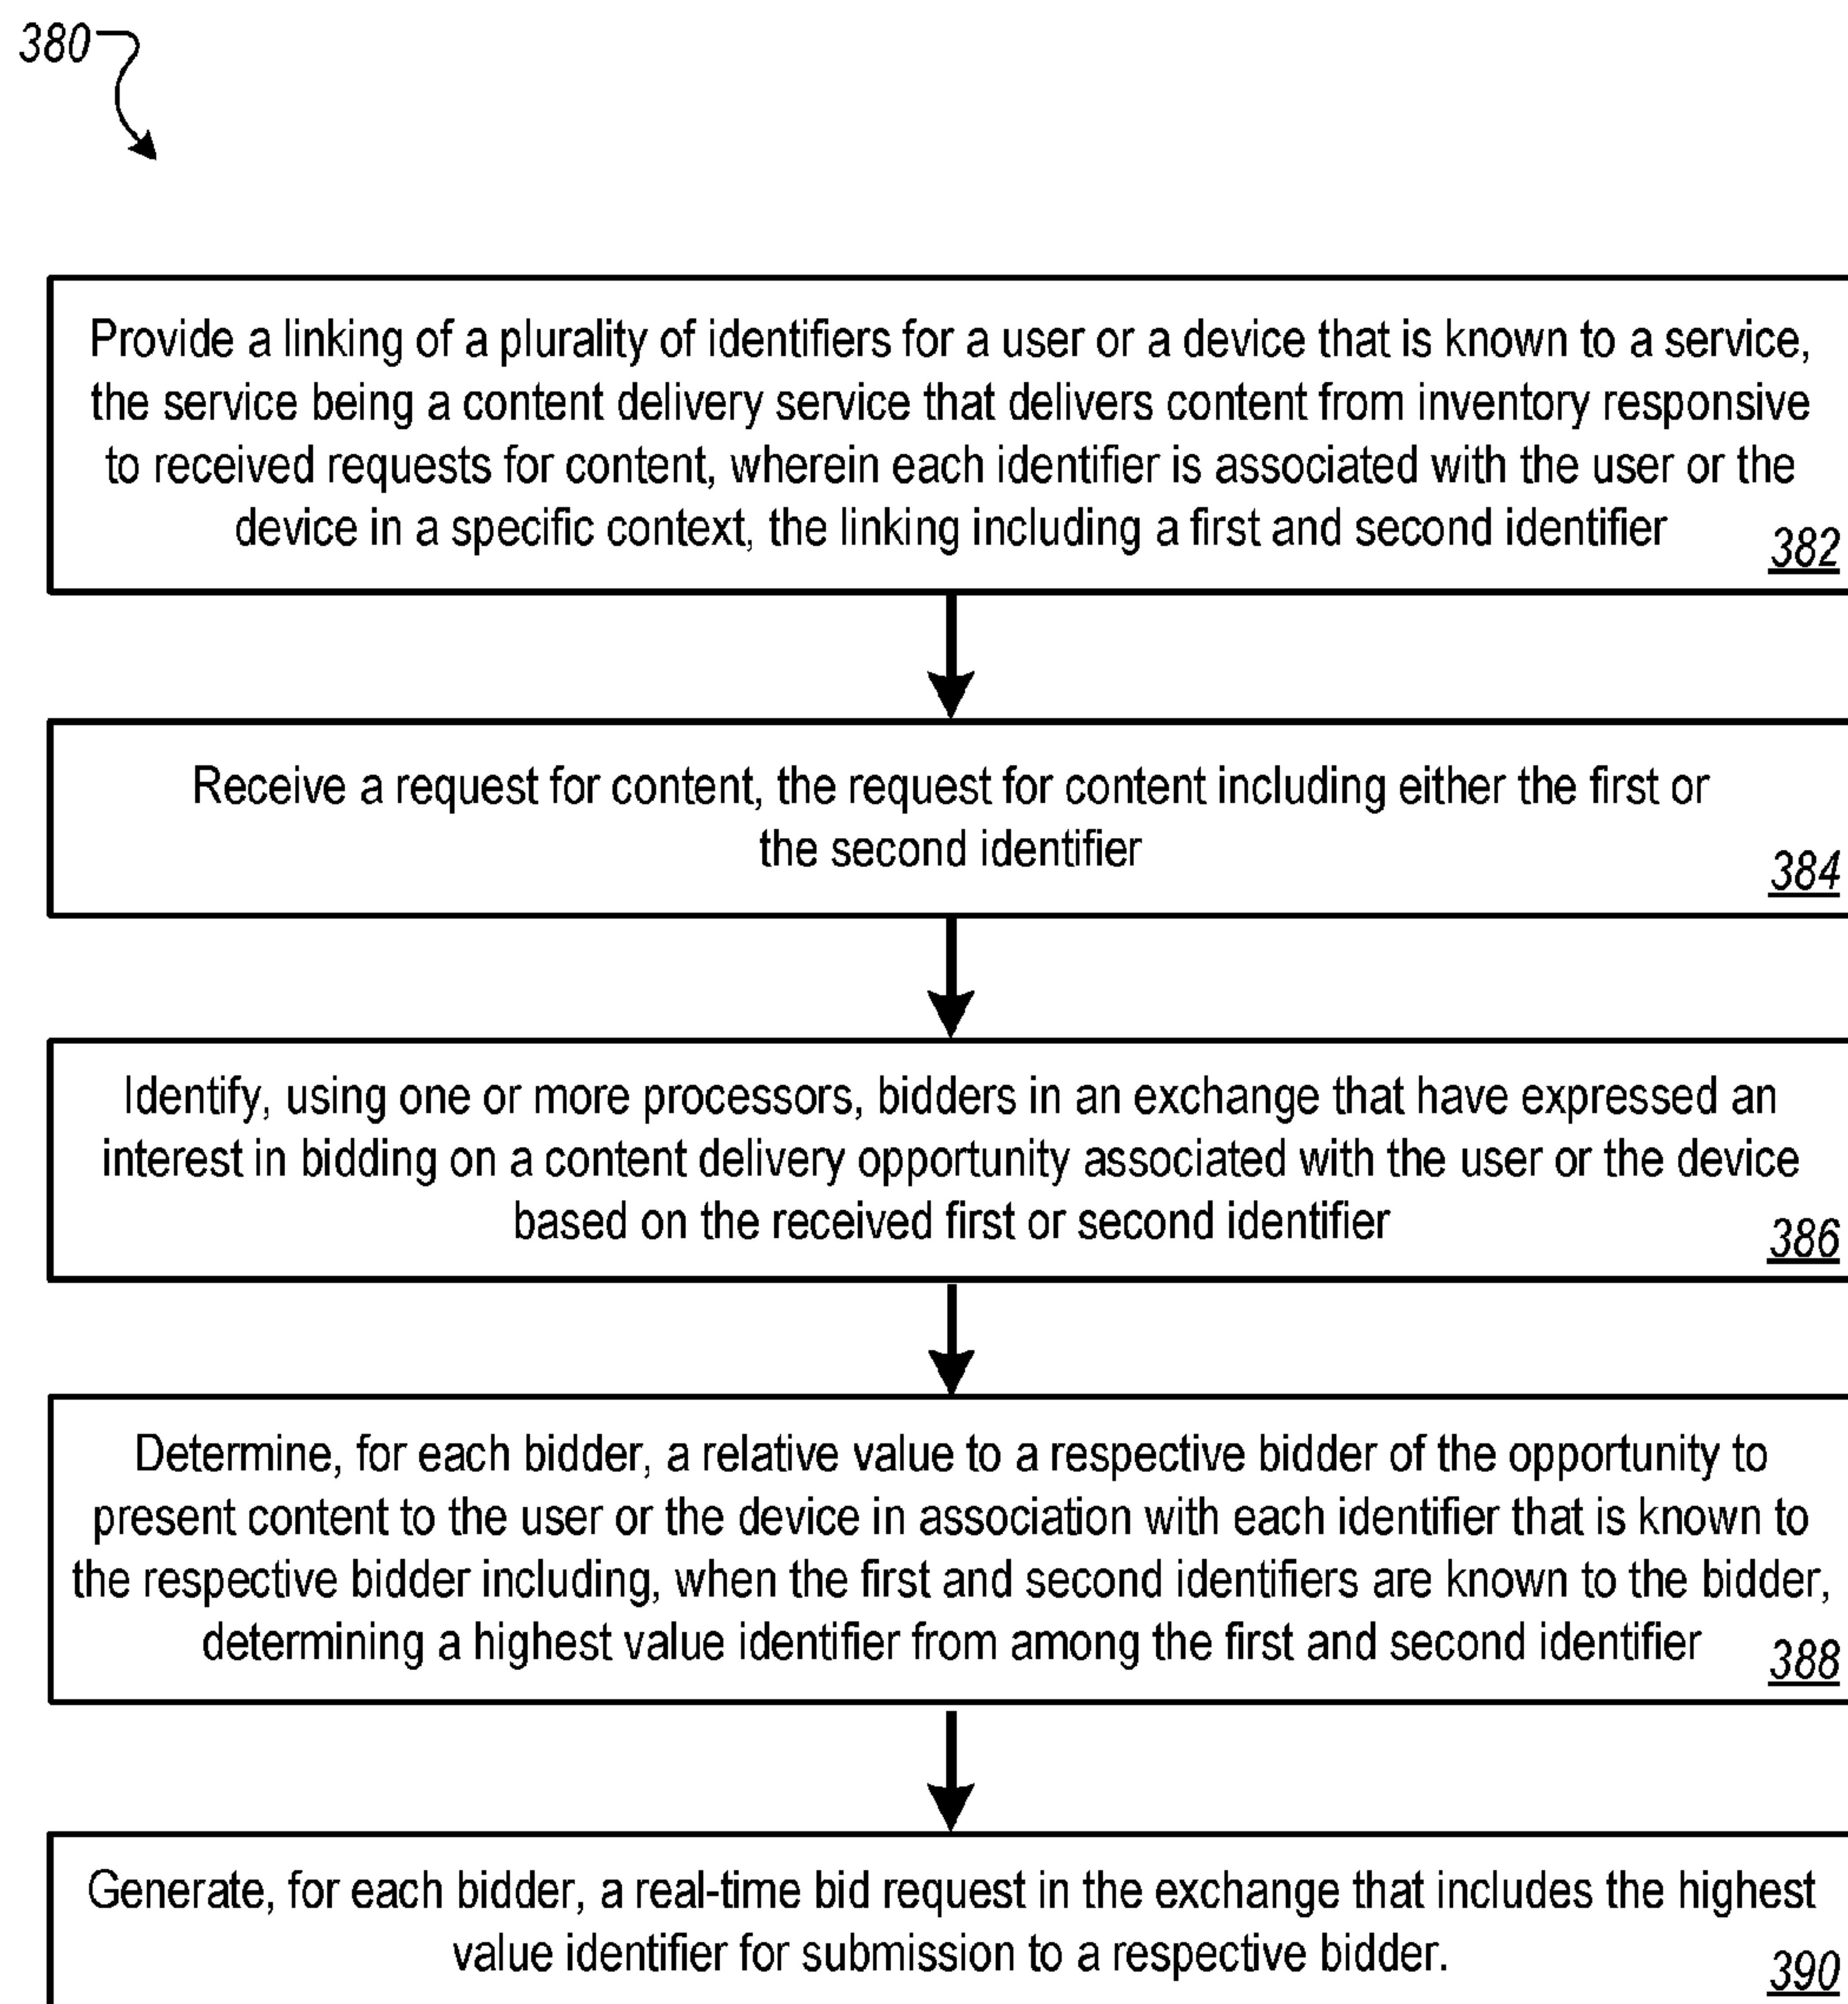 380
Provide a linking of a plurality of identifiers for a user or a device that is known to a service,
the service being a content delivery service that delivers content from inventory responsive
to received requests for content, wherein each identifier is associated with the user or the
device in a specific context, the linking including a first and second identifier
382
Receive a request for content, the request for content including either the first or
the second identifier
384
Identify, using one or more processors, bidders in an exchange that have expressed an
interest in bidding on a content delivery opportunity associated with the user or the device
based on the received first or second identifier
386
Determine, for each bidder, a relative value to a respective bidder of the opportunity to
present content to the user or the device in association with each identifier that is known to
the respective bidder including, when the first and second identifiers are known to the bidder,
determining a highest value identifier from among the first and second identifier
388
Generate, for each bidder, a real-time bid request in the exchange that includes the highest
value identifier for submission to a respective bidder.
390